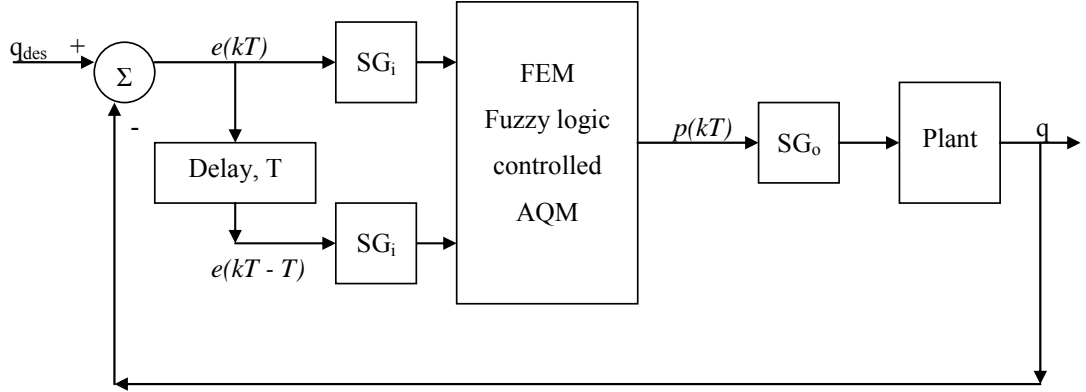 q_des + e(kT)
Σ
-
SG_i
FEM
Fuzzy logic
controlled
AQM
p(kT)
SG_o
Plant
q
Delay, T
SG_i
e(kT - T)